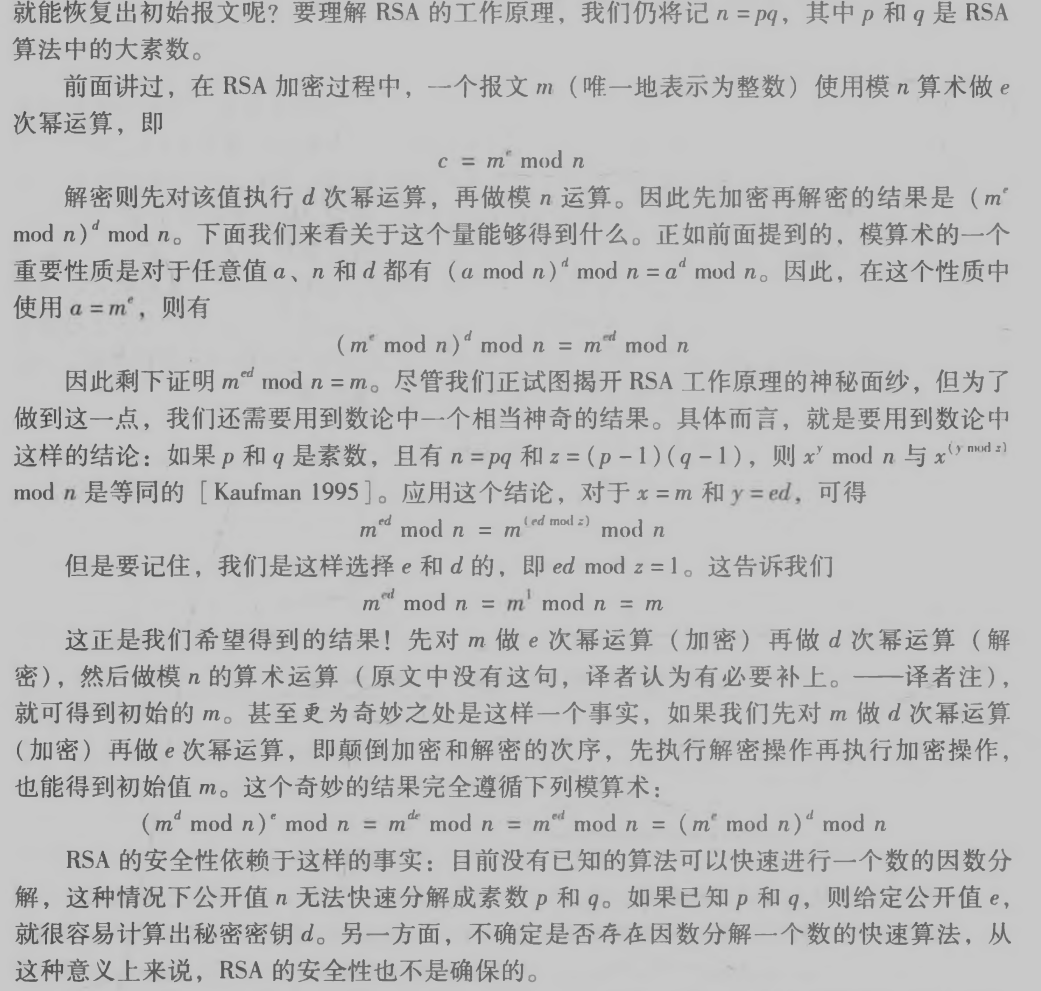 就能恢复出初始报文呢？要理解 RSA 的工作原理，我们仍将记 n = pq，其中 p 和 q 是 RSA
算法中的大素数。
前面讲过，在 RSA 加密过程中，一个报文 m（唯一地表示为整数）使用模 n 算术做 e
次幂运算，即
c = m^e mod n
解密则先对该值执行 d 次幂运算，再做模 n 运算。因此先加密再解密的结果是 (m^e
mod n)^d mod n。下面我们来看关于这个量能够得到什么。正如前面提到的，模算术的一个
重要性质是对于任意值 a、n 和 d 都有 (a mod n)^d mod n = a^d mod n。因此，在这个性质中
使用 a = m^e，则有
(m^e mod n)^d mod n = m^ed mod n
因此剩下证明 m^ed mod n = m。尽管我们正试图揭开 RSA 工作原理的神秘面纱，但为了
做到这一点，我们还需要用到数论中一个相当神奇的结果。具体而言，就是要用到数论中
这样的结论：如果 p 和 q 是素数，且有 n = pq 和 z = (p - 1)(q - 1)，则 x^y mod n 与 x^(y mod z)
mod n 是等同的 [Kaufman 1995]。应用这个结论，对于 x = m 和 y = ed，可得
m^ed mod n = m^(ed mod z) mod n
但是要记住，我们是这样选择 e 和 d 的，即 ed mod z = 1。这告诉我们
m^ed mod n = m^1 mod n = m
这正是我们希望得到的结果！先对 m 做 e 次幂运算（加密）再做 d 次幂运算（解
密），然后做模 n 的算术运算（原文中没有这句，译者认为有必要补上。——译者注），
就可得到初始的 m。甚至更为奇妙之处是这样一个事实，如果我们先对 m 做 d 次幂运算
（加密）再做 e 次幂运算，即颠倒加密和解密的次序，先执行解密操作再执行加密操作，
也能得到初始值 m。这个奇妙的结果完全遵循下列模算术：
(m^d mod n)^e mod n = m^de mod n = m^ed mod n = (m^e mod n)^d mod n
RSA 的安全性依赖于这样的事实：目前没有已知的算法可以快速进行一个数的因数分
解，这种情况下公开值 n 无法快速分解成素数 p 和 q。如果已知 p 和 q，则给定公开值 e，
就很容易计算出秘密密钥 d。另一方面，不确定是否存在因数分解一个数的快速算法，从
这种意义上来说，RSA 的安全性也不是确保的。